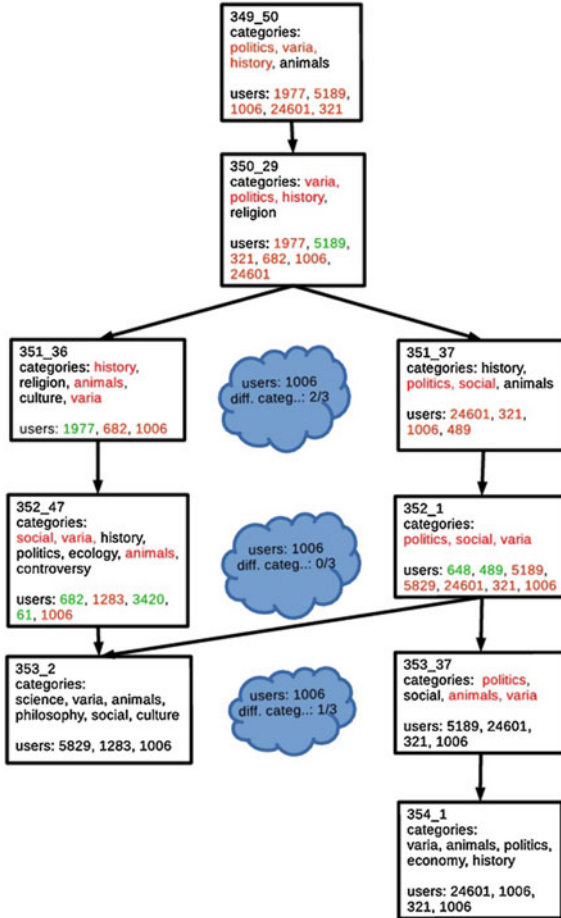 349_50
categories:
politics, varia,
history, animals
users: 1977, 5189,
1006, 24601, 321
350_29
categories: varia,
politics, history,
religion
users: 1977, 5189,
321, 682, 1006,
24601
351_36
categories: history,
religion, animals,
culture, varia
users: 1977, 682, 1006
users: 1006
diff. categ..: 2/3
351_37
categories: history,
politics, social, animals
users: 24601, 321,
1006, 489
352_47
categories:
social, varia, history,
politics, ecology, animals,
controversy
users: 682, 1283, 3420,
61, 1006
users: 1006
diff. categ..: 0/3
352_1
categories:
politics, social, varia
users: 648, 489, 5189,
5829, 24601, 321, 1006
353_2
categories:
science, varia, animals,
philosophy, social, culture
users: 5829, 1283, 1006
users: 1006
diff. categ..: 1/3
353_37
categories: politics,
social, animals, varia
users: 5189, 24601,
321, 1006
354_1
categories:
varia, animals, politics,
economy, history
users: 24601, 1006,
321, 1006